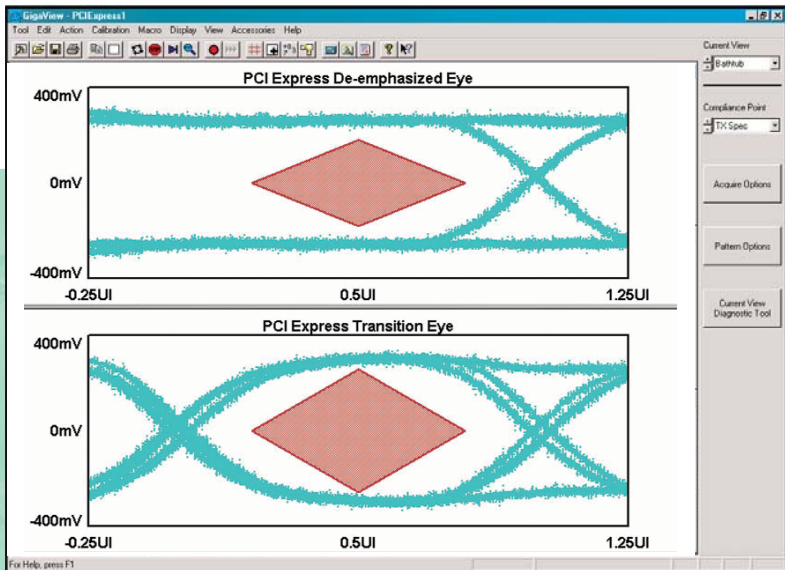 GigaView - PCIExpress1
Tool Edit Action Calibration Macro Display View Accessories Help
PCI Express De-emphasized Eye
400mV
0mV
-400mV
-0.25UI 0.5UI 1.25UI
PCI Express Transition Eye
400mV
0mV
-400mV
-0.25UI 0.5UI 1.25UI
Current View
Bathtub
Compliance Point
TX Spec
Acquire Options
Pattern Options
Current View
Diagnostic Tool
For Help, press F1